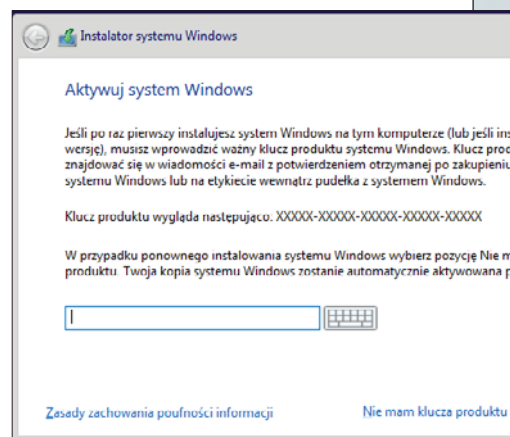 Instalator systemu Windows
Aktywuj system Windows
Jeśli po raz pierwszy instalujesz system Windows na tym komputerze (lub jeśli ins
wersję), musisz wprowadzić ważny klucz produktu systemu Windows. Klucz prod
znajdować się w wiadomości e-mail z potwierdzeniem otrzymanej po zakupieniu
systemu Windows lub na etykiecie wewnątrz pudełka z systemem Windows.
Klucz produktu wygląda następująco: XXXXX-XXXXX-XXXXX-XXXXX-XXXXX
W przypadku ponownego instalowania systemu Windows wybierz pozycję Nie m
produktu. Twoja kopia systemu Windows zostanie automatycznie aktywowana p
Zasady zachowania poufności informacji
Nie mam klucza produktu